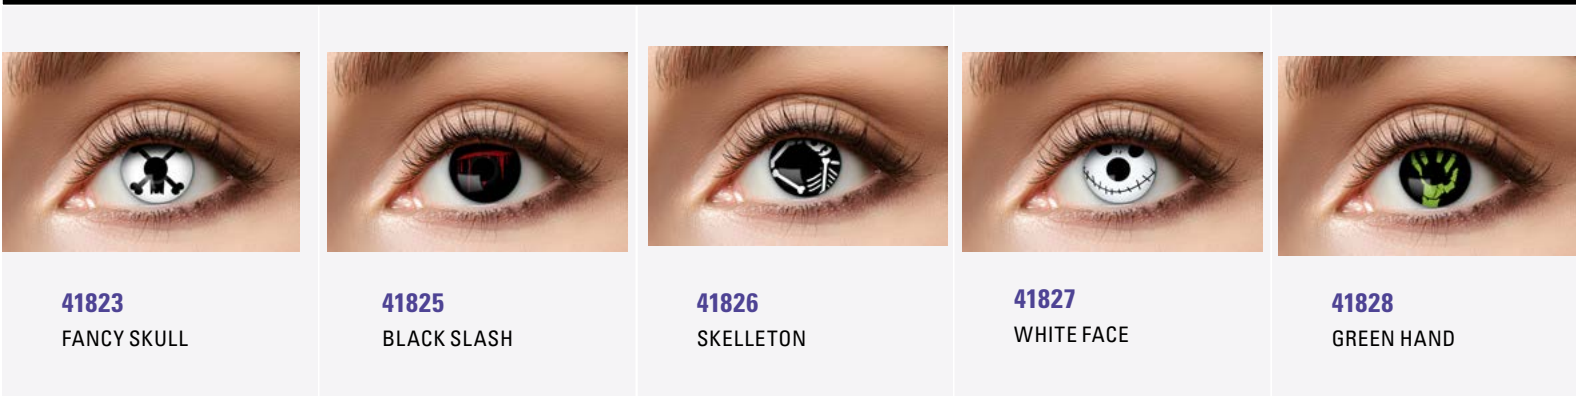 41823
FANCY SKULL
41825
BLACK SLASH
41826
SKELLETON
41827
WHITE FACE
41828
GREEN HAND